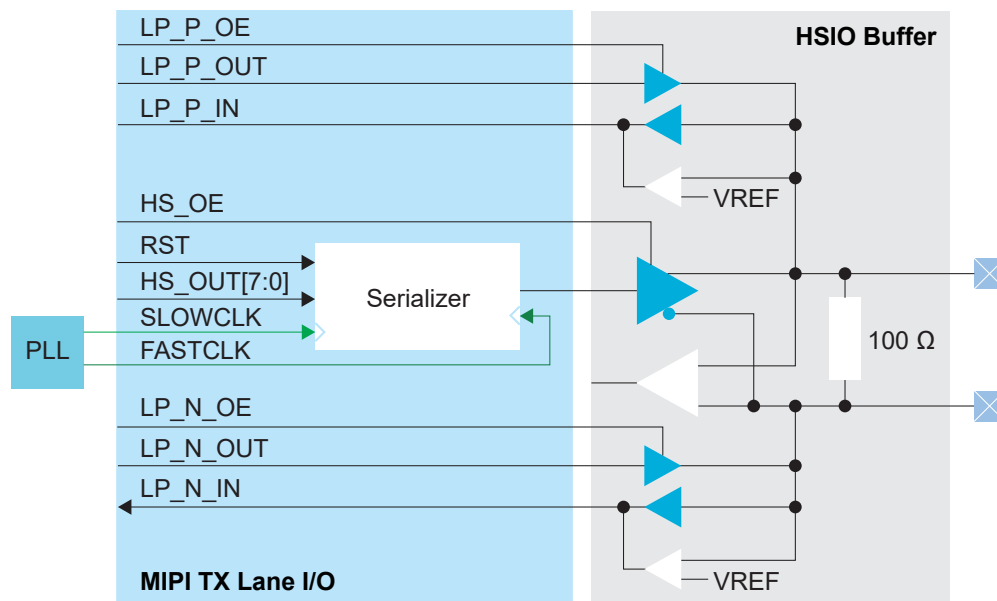 LP_P_OE
HSIO Buffer
LP_P_OUT
LP_P_IN
VREF
HS_OE
RST
HS_OUT[7:0]
Serializer
SLOWCLK
PLL
FASTCLK
100 Ω
LP_N_OE
LP_N_OUT
LP_N_IN
MIPI TX Lane I/O
VREF